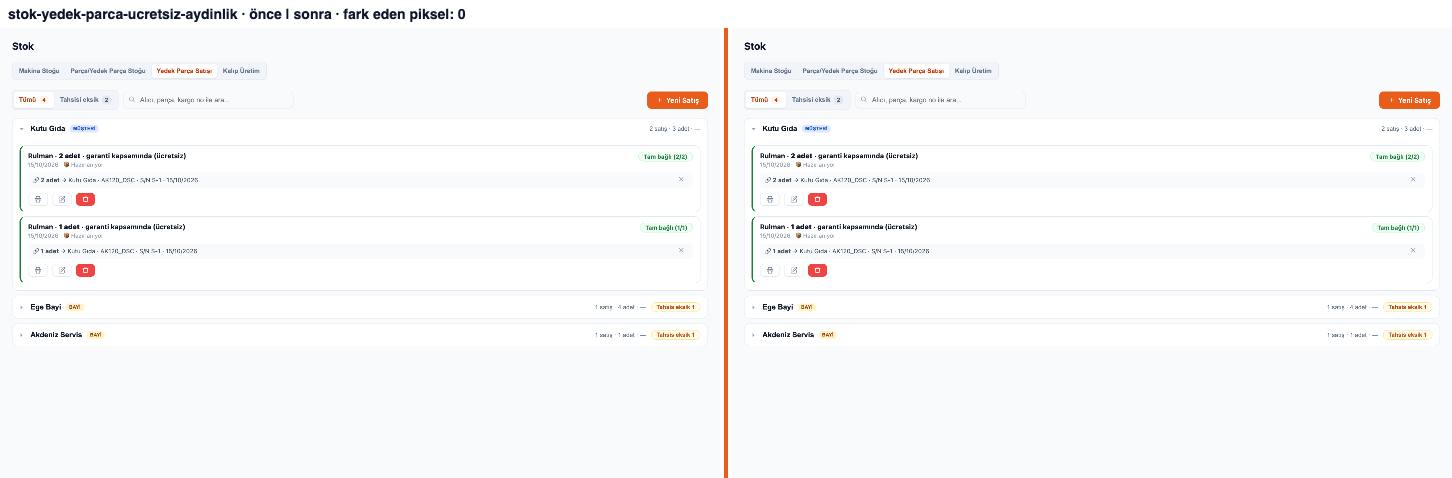 stok-yedek-parca-ucretsiz-aydinlik · önce | sonra · fark eden piksel: 0
Stok
Makina Stoğu Parça/Yedek Parça Stoğu Yedek Parça Satışı Kalıp Üretim
Tümü 4 Tahsisi eksik 2 Alıcı, parça, kargo no ile ara... + Yeni Satış
Kutu Gıda MÜŞTERİ 2 satış · 3 adet · —
Rulman · 2 adet · garanti kapsamında (ücretsiz) Tam bağlı (2/2)
15/10/2026 Hazırlanıyor
2 adet → Kutu Gıda · AK120_DSC · S/N S-1 · 15/10/2026
Rulman · 1 adet · garanti kapsamında (ücretsiz) Tam bağlı (1/1)
15/10/2026 Hazırlanıyor
1 adet → Kutu Gıda · AK120_DSC · S/N S-1 · 15/10/2026
Ege Bayi BAYİ 1 satış · 4 adet · — Tahsis eksik 1
Akdeniz Servis BAYİ 1 satış · 1 adet · — Tahsis eksik 1
Stok
Makina Stoğu Parça/Yedek Parça Stoğu Yedek Parça Satışı Kalıp Üretim
Tümü 4 Tahsisi eksik 2 Alıcı, parça, kargo no ile ara... + Yeni Satış
Kutu Gıda MÜŞTERİ 2 satış · 3 adet · —
Rulman · 2 adet · garanti kapsamında (ücretsiz) Tam bağlı (2/2)
15/10/2026 Hazırlanıyor
2 adet → Kutu Gıda · AK120_DSC · S/N S-1 · 15/10/2026
Rulman · 1 adet · garanti kapsamında (ücretsiz) Tam bağlı (1/1)
15/10/2026 Hazırlanıyor
1 adet → Kutu Gıda · AK120_DSC · S/N S-1 · 15/10/2026
Ege Bayi BAYİ 1 satış · 4 adet · — Tahsis eksik 1
Akdeniz Servis BAYİ 1 satış · 1 adet · — Tahsis eksik 1